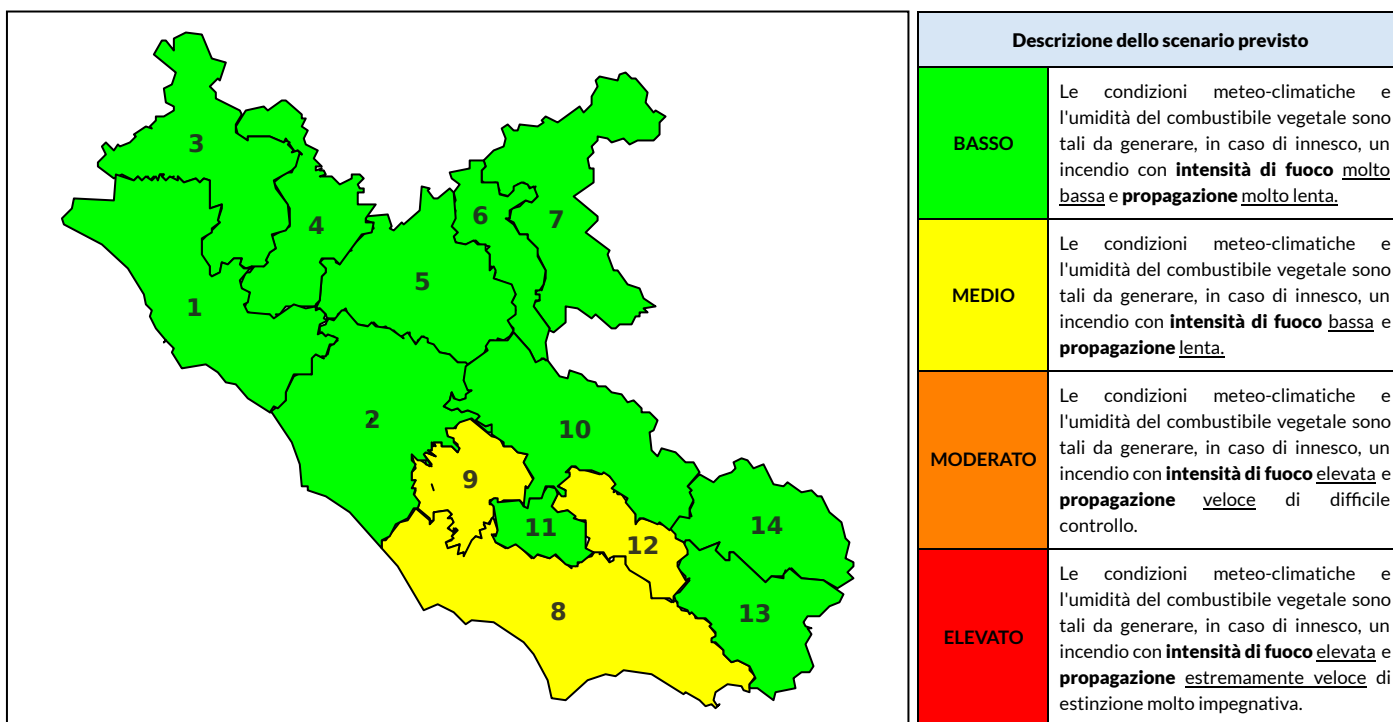 3
4
6
7
5
1
2
10
9
11
12
14
8
13
Descrizione dello scenario previsto
BASSO
Le condizioni meteo-climatiche e
l'umidità del combustibile vegetale sono
tali da generare, in caso di innesco, un
incendio con intensità di fuoco molto
bassa e propagazione molto lenta.
MEDIO
Le condizioni meteo-climatiche e
l'umidità del combustibile vegetale sono
tali da generare, in caso di innesco, un
incendio con intensità di fuoco bassa e
propagazione lenta.
MODERATO
Le condizioni meteo-climatiche e
l'umidità del combustibile vegetale sono
tali da generare, in caso di innesco, un
incendio con intensità di fuoco elevata e
propagazione veloce di difficile
controllo.
ELEVATO
Le condizioni meteo-climatiche e
l'umidità del combustibile vegetale sono
tali da generare, in caso di innesco, un
incendio con intensità di fuoco elevata e
propagazione estremamente veloce di
estinzione molto impegnativa.